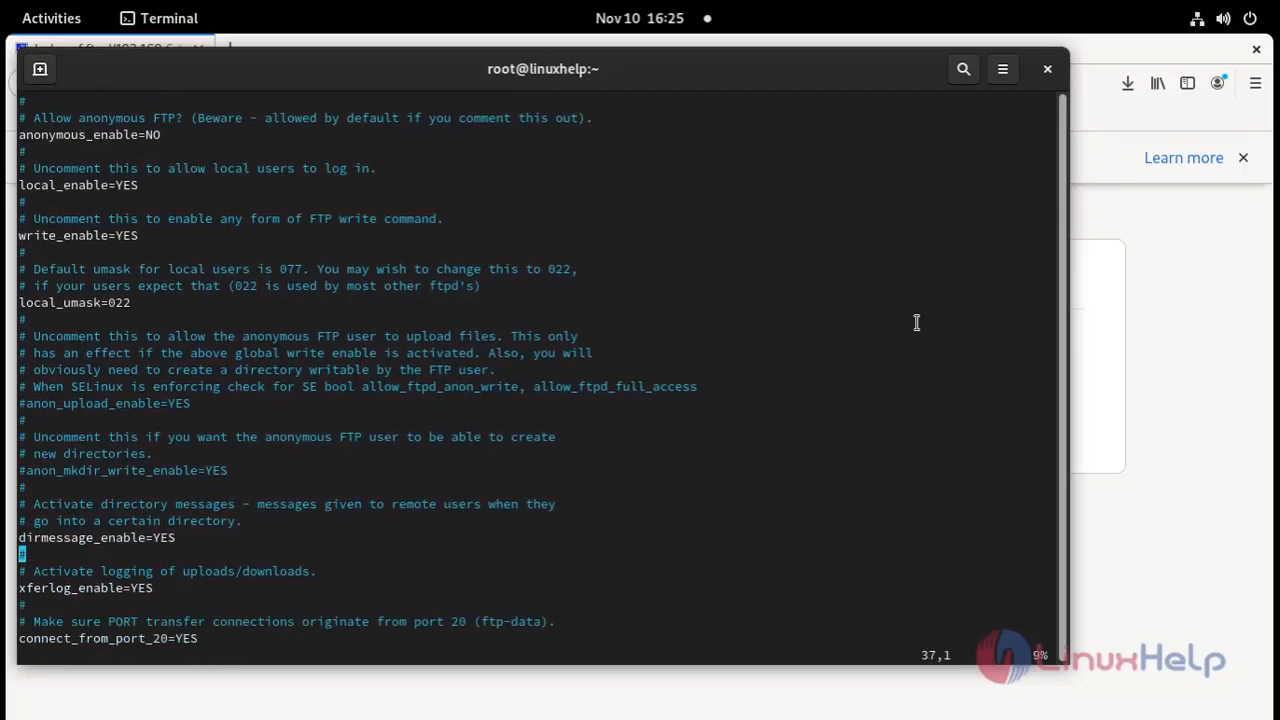 Activities Terminal Nov 10 16:25
root@linuxhelp:~
#
# Allow anonymous FTP? (Beware - allowed by default if you comment this out).
anonymous_enable=NO
#
# Uncomment this to allow local users to log in.
local_enable=YES
#
# Uncomment this to enable any form of FTP write command.
write_enable=YES
#
# Default umask for local users is 077. You may wish to change this to 022,
# if your users expect that (022 is used by most other ftpd's)
local_umask=022
#
# Uncomment this to allow the anonymous FTP user to upload files. This only
# has an effect if the above global write enable is activated. Also, you will
# obviously need to create a directory writable by the FTP user.
# When SELinux is enforcing check for SE bool allow_ftpd_anon_write, allow_ftpd_full_access
#anon_upload_enable=YES
#
# Uncomment this if you want the anonymous FTP user to be able to create
# new directories.
#anon_mkdir_write_enable=YES
#
# Activate directory messages - messages given to remote users when they
# go into a certain directory.
dirmessage_enable=YES
#
# Activate logging of uploads/downloads.
xferlog_enable=YES
#
# Make sure PORT transfer connections originate from port 20 (ftp-data).
connect_from_port_20=YES
37,1 9%
Learn more
LinuxHelp